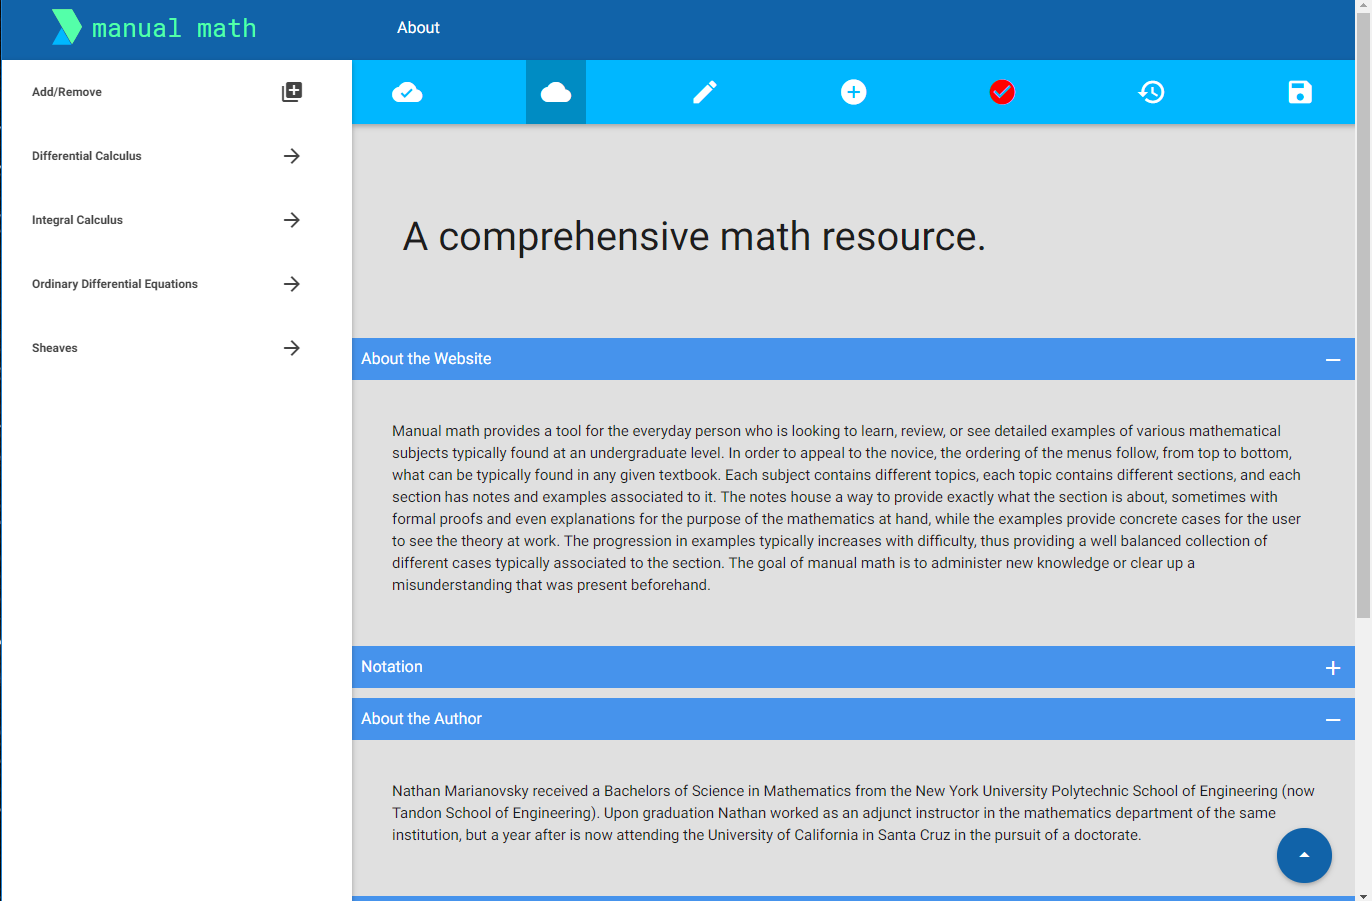 manual math
About
Add/Remove
Differential Calculus
Integral Calculus
Ordinary Differential Equations
Sheaves
A comprehensive math resource.
About the Website
Manual math provides a tool for the everyday person who is looking to learn, review, or see detailed examples of various mathematical
subjects typically found at an undergraduate level. In order to appeal to the novice, the ordering of the menus follow, from top to bottom,
what can be typically found in any given textbook. Each subject contains different topics, each topic contains different sections, and each
section has notes and examples associated to it. The notes house a way to provide exactly what the section is about, sometimes with
formal proofs and even explanations for the purpose of the mathematics at hand, while the examples provide concrete cases for the user
to see the theory at work. The progression in examples typically increases with difficulty, thus providing a well balanced collection of
different cases typically associated to the section. The goal of manual math is to administer new knowledge or clear up a
misunderstanding that was present beforehand.
Notation
About the Author
Nathan Marianovsky received a Bachelors of Science in Mathematics from the New York University Polytechnic School of Engineering (now
Tandon School of Engineering). Upon graduation Nathan worked as an adjunct instructor in the mathematics department of the same
institution, but a year after is now attending the University of California in Santa Cruz in the pursuit of a doctorate.